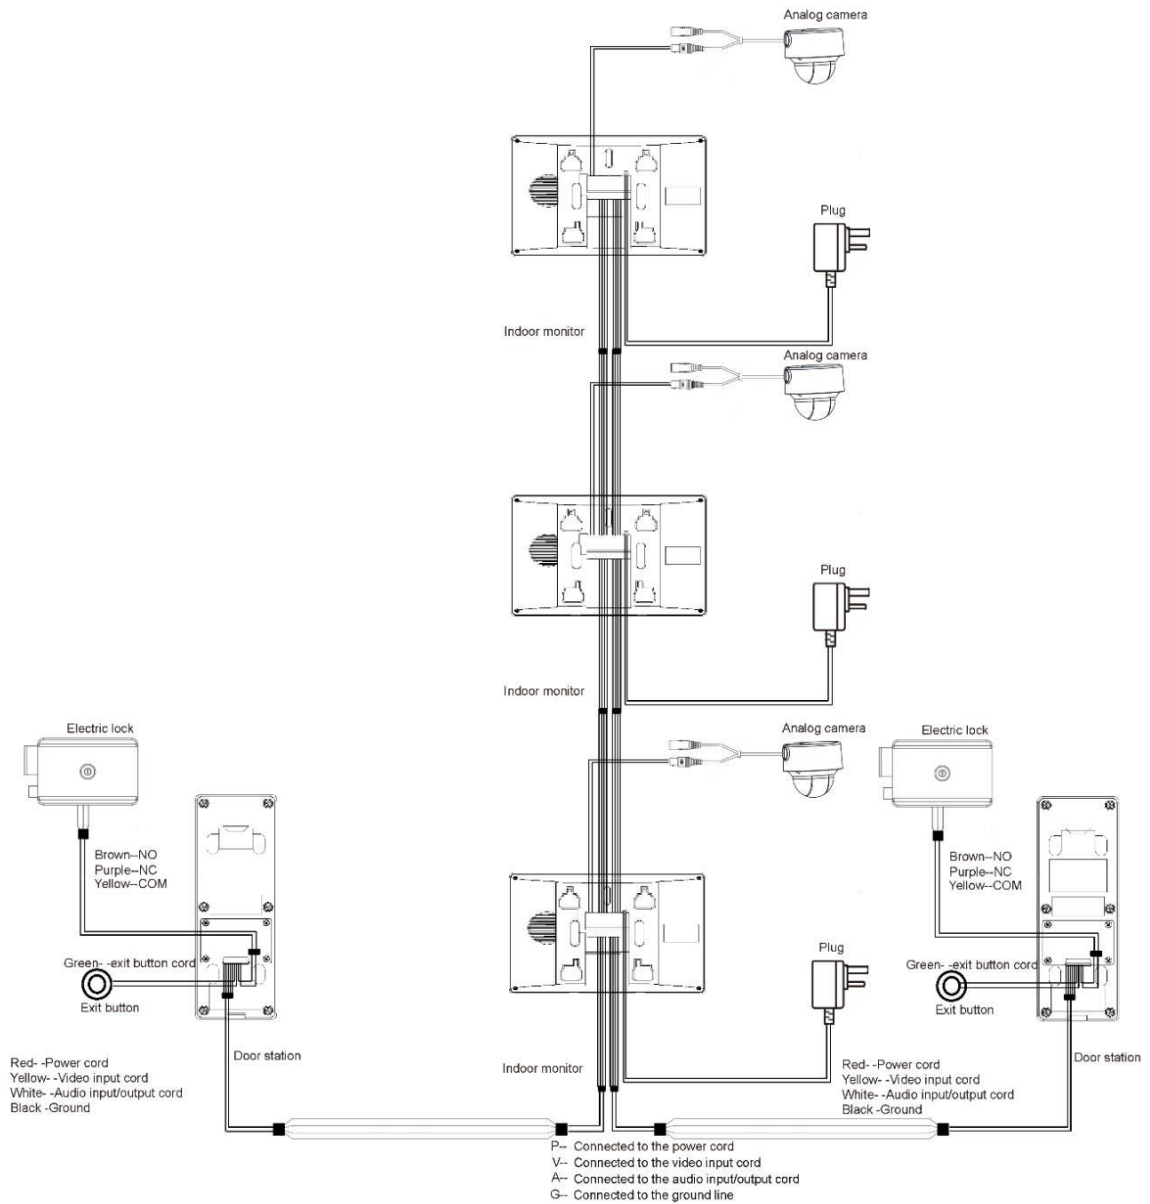 Analog camera
Plug
Indoor monitor
Analog camera
Plug
Indoor monitor
Electric lock
Analog camera
Electric lock
Brown--NO
Purple--NC
Yellow--COM
Brown--NO
Purple--NC
Yellow--COM
Plug
Green- -exit button cord
Exit button
Green- -exit button cord
Exit button
Door station
Indoor monitor
Door station
Red- -Power cord
Yellow- -Video input cord
White- -Audio input/output cord
Black -Ground
Red- -Power cord
Yellow- -Video input cord
White- -Audio input/output cord
Black -Ground
P-- Connected to the power cord
V-- Connected to the video input cord
A-- Connected to the audio input/output cord
G-- Connected to the ground line